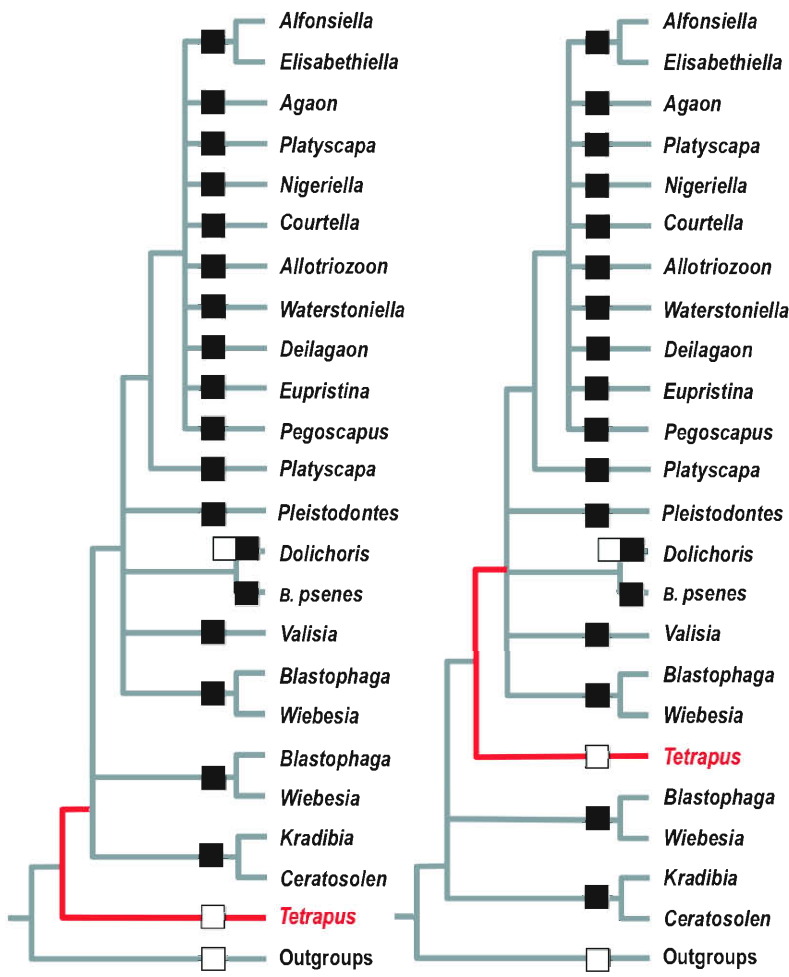 Alfonsiella
Elisabethiella
Agaon
Platyscapa
Nigeriella
Courtella
Allotriozoon
Waterstoniella
Deilagaon
Eupristina
Pegoscapus
Platyscapa
Pleistodontes
Dolichoris
B. psenes
Valisia
Blastophaga
Wiebesia
Blastophaga
Wiebesia
Kradibia
Ceratosolen
Tetrapus
Outgroups
Alfonsiella
Elisabethiella
Agaon
Platyscapa
Nigeriella
Courtella
Allotriozoon
Waterstoniella
Deilagaon
Eupristina
Pegoscapus
Platyscapa
Pleistodontes
Dolichoris
B. psenes
Valisia
Blastophaga
Wiebesia
Tetrapus
Blastophaga
Wiebesia
Kradibia
Ceratosolen
Outgroups